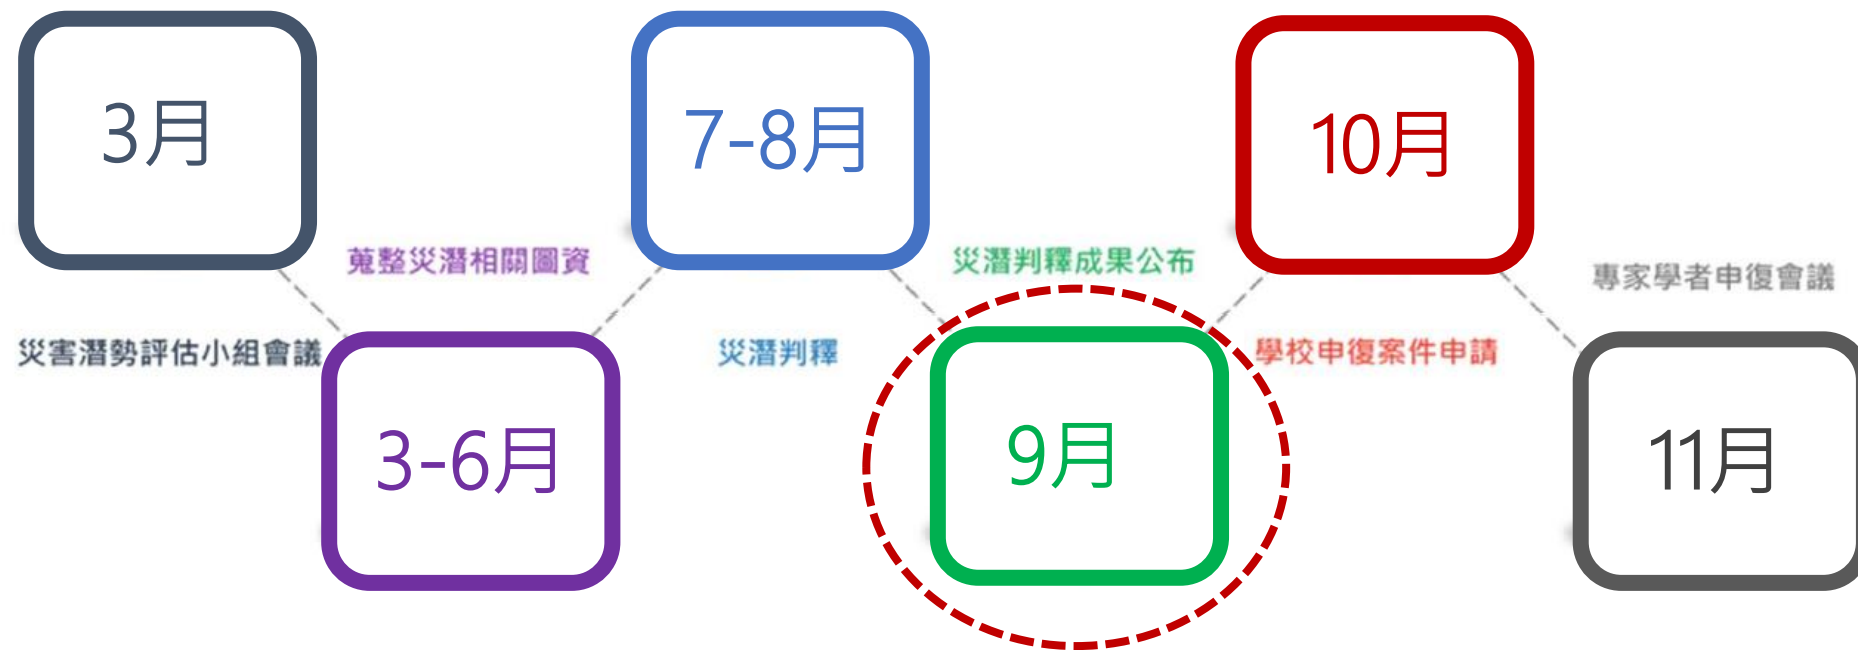 3月
災害潛勢評估小組會議
蒐整災潛相關圖資
3-6月
7-8月
災潛判釋
災潛判釋成果公布
9月
10月
學校申復案件申請
專家學者申復會議
11月